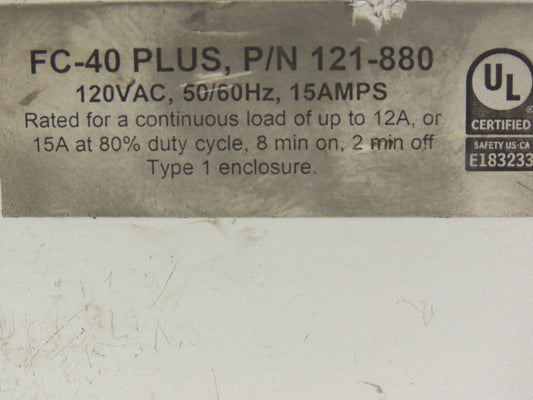 FC-40 PLUS, P/N 121-880
120VAC, 50/60Hz, 15AMPS
Rated for a continuous load of up to 12A, or
15A at 80% duty cycle, 8 min on, 2 min off
Type 1 enclosure.
UL
®
CERTIFIED
SAFETY US-CA
E183233